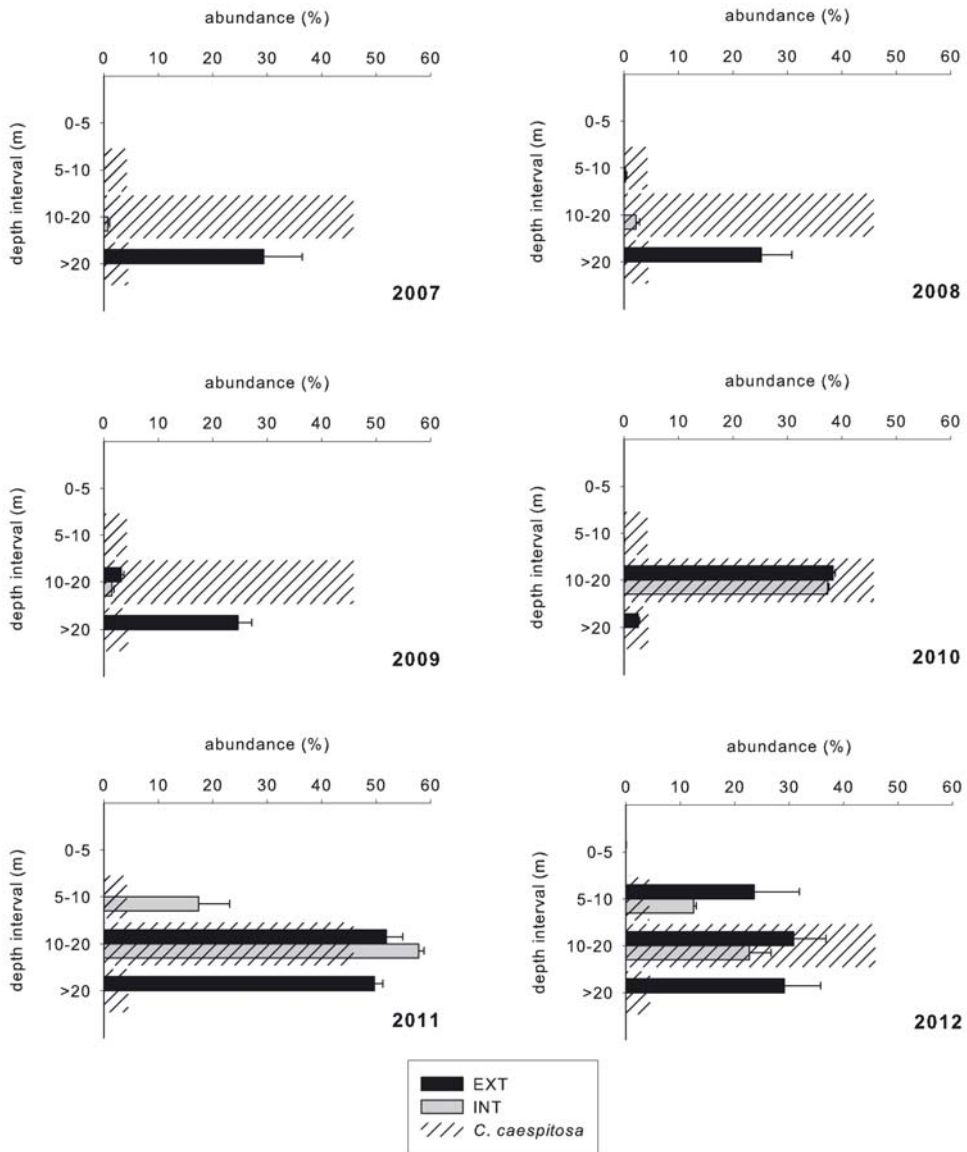 abundance (%)
0 10 20 30 40 50 60
depth interval (m)
0-5
5-10
10-20
>20
2007
abundance (%)
0 10 20 30 40 50 60
depth interval (m)
0-5
5-10
10-20
>20
2008
abundance (%)
0 10 20 30 40 50 60
depth interval (m)
0-5
5-10
10-20
>20
2009
abundance (%)
0 10 20 30 40 50 60
depth interval (m)
0-5
5-10
10-20
>20
2010
abundance (%)
0 10 20 30 40 50 60
depth interval (m)
0-5
5-10
10-20
>20
2011
abundance (%)
0 10 20 30 40 50 60
depth interval (m)
0-5
5-10
10-20
>20
2012
EXT
INT
C. caespitosa